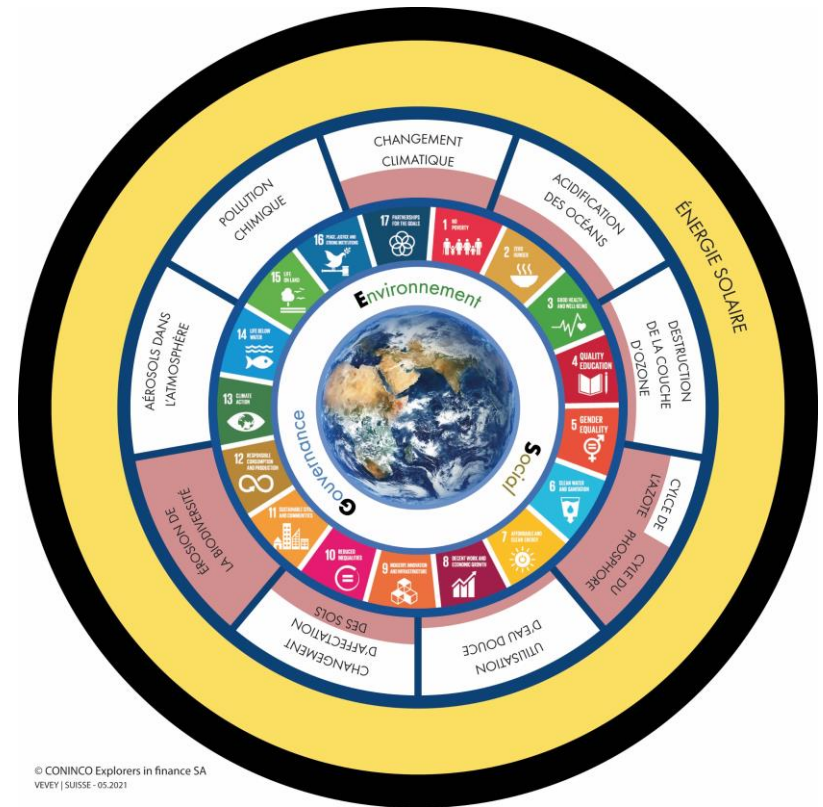 ÉNERGIE SOLAIRE
CHANGEMENT
CLIMATIQUE
ACIDIFICATION
DES OCÉANS
DESTRUCTION
DE LA COUCHE
D'OZONE
CYLCE DE
L'AZOTE
CYLE DU
PHOSPHORE
UTILISATION
D'EAU DOUCE
CHANGEMENT
D'AFFECTATION
DES SOLS
ÉROSION DE
LA BIODIVERSITÉ
AÉROSOLS DANS
L'ATMOSPHÈRE
POLLUTION
CHIMIQUE
1 NO
POVERTY
2 ZERO
HUNGER
3 GOOD HEALTH
AND WELL-BEING
4 QUALITY
EDUCATION
5 GENDER
EQUALITY
6 CLEAN WATER
AND SANITATION
7 AFFORDABLE AND
CLEAN ENERGY
8 DECENT WORK AND
ECONOMIC GROWTH
9 INDUSTRY, INNOVATION
AND INFRASTRUCTURE
10 REDUCED
INEQUALITIES
11 SUSTAINABLE CITIES
AND COMMUNITIES
12 RESPONSIBLE
CONSUMPTION
AND PRODUCTION
13 CLIMATE
ACTION
14 LIFE BELOW
WATER
15 LIFE
ON LAND
16 PEACE, JUSTICE AND
STRONG INSTITUTIONS
17 PARTNERSHIPS
FOR THE GOALS
Environnement
Social
Gouvernance
© CONINCO Explorers in finance SA
VEVEY | SUISSE - 05.2021